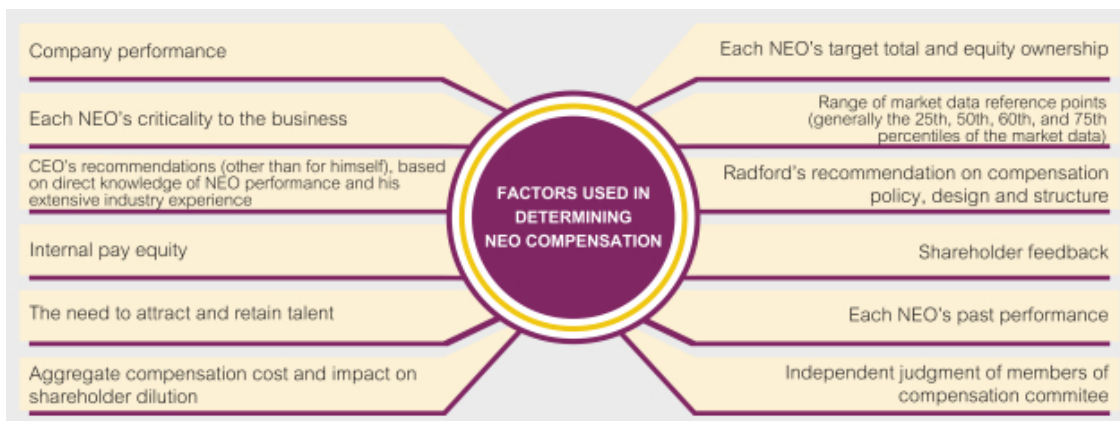 Company performance
Each NEO's criticality to the business
CEO's recommendations (other than for himself), based
on direct knowledge of NEO performance and his
extensive industry experience
Internal pay equity
The need to attract and retain talent
Aggregate compensation cost and impact on
shareholder dilution
FACTORS USED IN
DETERMINING
NEO COMPENSATION
Each NEO's target total and equity ownership
Range of market data reference points
(generally the 25th, 50th, 60th, and 75th
percentiles of the market data)
Radford's recommendation on compensation
policy, design and structure
Shareholder feedback
Each NEO's past performance
Independent judgment of members of
compensation commitee